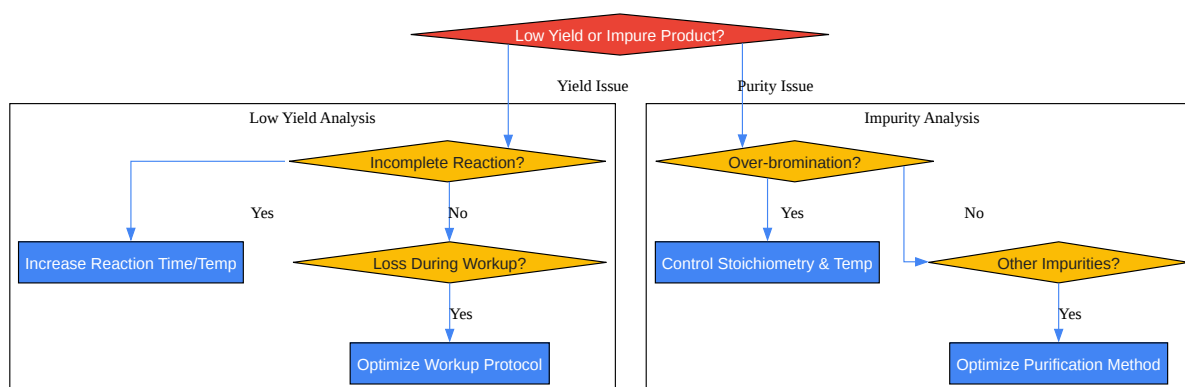 Low Yield or Impure Product?
Yield Issue
Purity Issue
Low Yield Analysis
Impurity Analysis
Incomplete Reaction?
Over-bromination?
Yes
No
Yes
No
Increase Reaction Time/Temp
Loss During Workup?
Control Stoichiometry & Temp
Other Impurities?
Yes
Yes
Optimize Workup Protocol
Optimize Purification Method